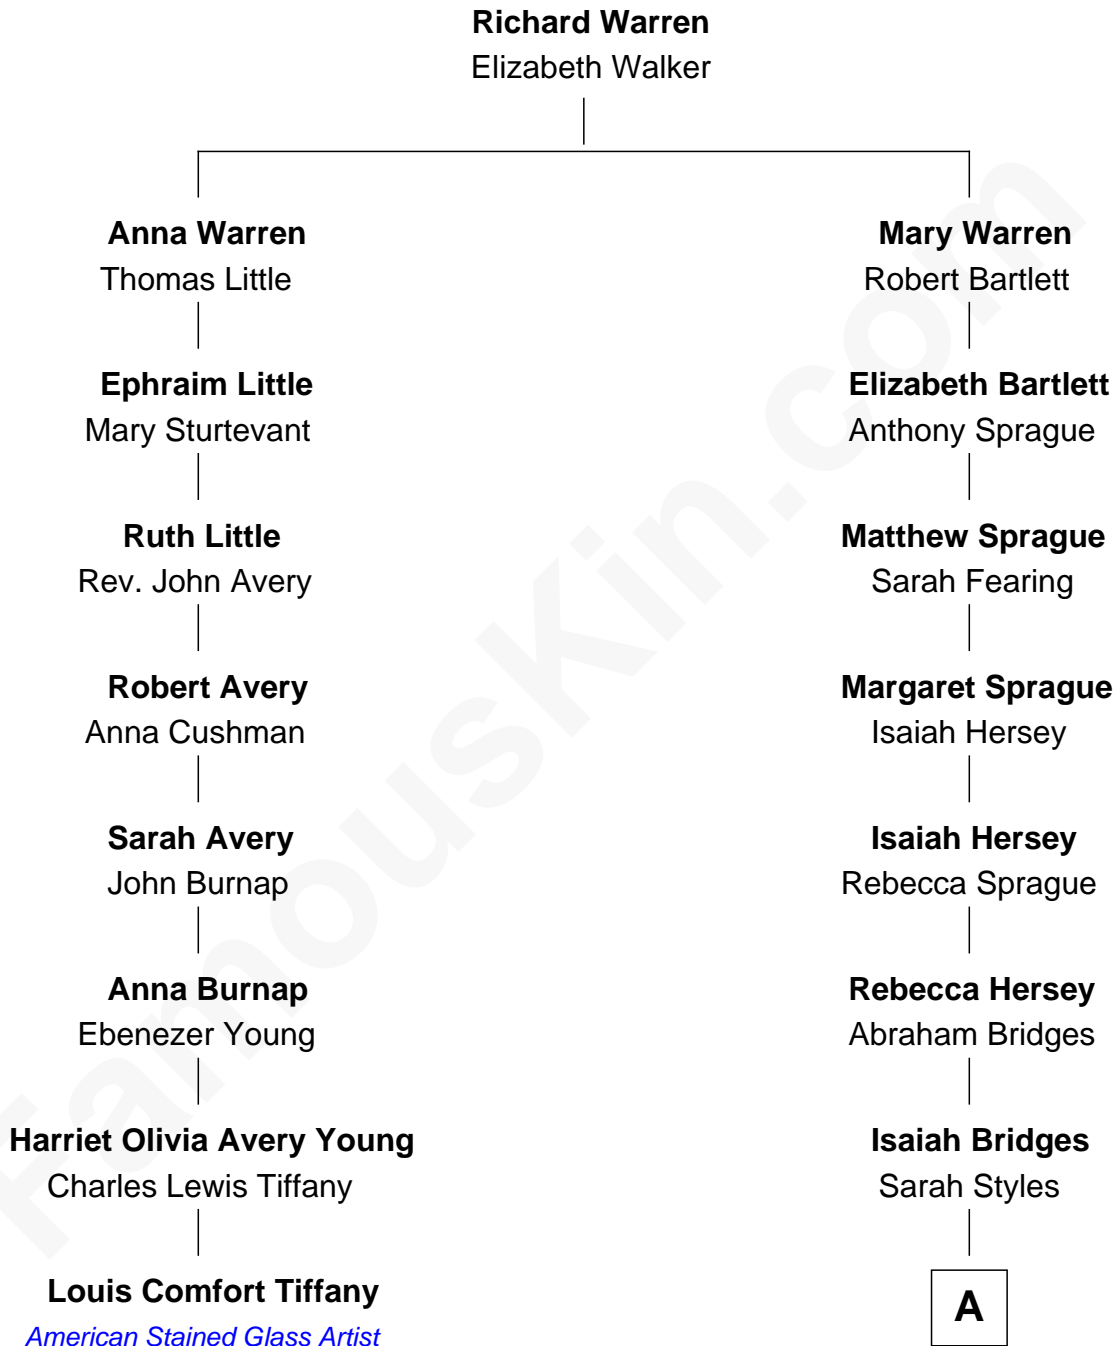 Richard Warren
Elizabeth Walker
Anna Warren
Thomas Little
Mary Warren
Robert Bartlett
Ephraim Little
Mary Sturtevant
Elizabeth Bartlett
Anthony Sprague
Ruth Little
Rev. John Avery
Matthew Sprague
Sarah Fearing
Robert Avery
Anna Cushman
Margaret Sprague
Isaiah Hersey
Sarah Avery
John Burnap
Isaiah Hersey
Rebecca Sprague
Anna Burnap
Ebenezer Young
Rebecca Hersey
Abraham Bridges
Harriet Olivia Avery Young
Charles Lewis Tiffany
Isaiah Bridges
Sarah Styles
Louis Comfort Tiffany
American Stained Glass Artist
A
FamousKin.com